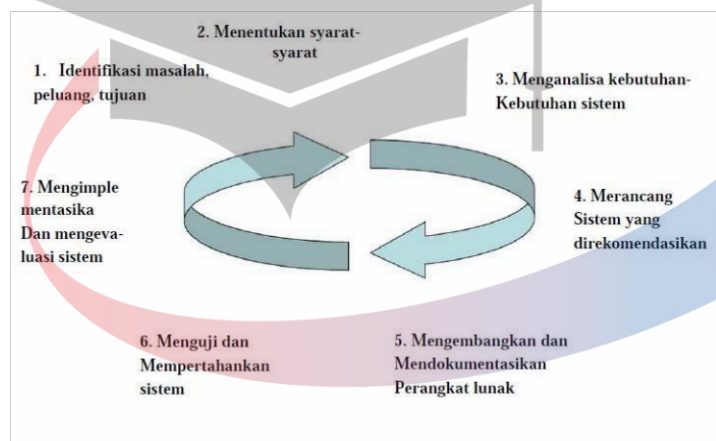 2. Menentukan syarat-
syarat
1. Identifikasi masalah,
peluang, tujuan
3. Menganalisa kebutuhan-
Kebutuhan sistem
7. Mengimple
mentasika
Dan mengeva-
luasi sistem
4. Merancang
Sistem yang
direkomendasikan
6. Menguji dan
Mempertahankan
sistem
5. Mengembangkan dan
Mendokumentasikan
Perangkat lunak